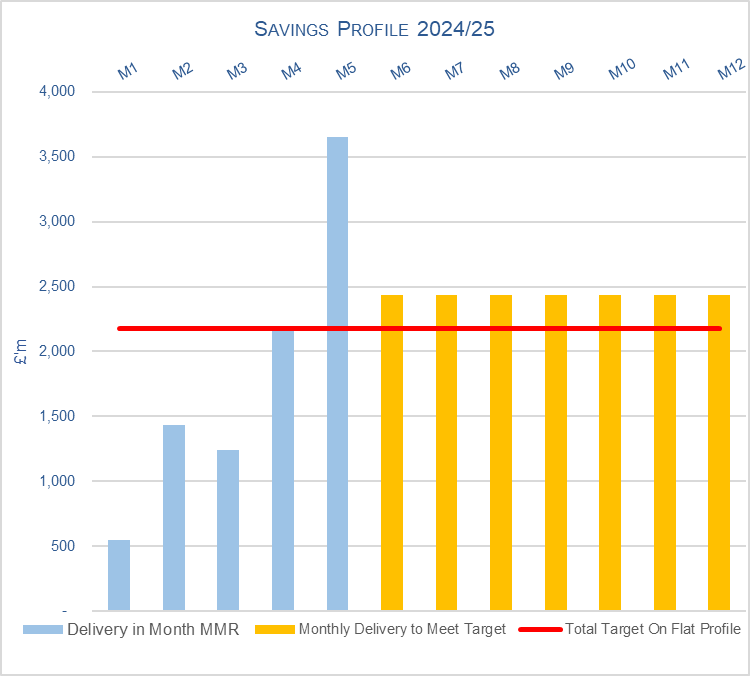 SAVINGS PROFILE 2024/25
M1 M2 M3 M4 M5 M6 M7 M8 M9 M10 M11 M12
4,000
3,500
3,000
2,500
2,000
1,500
1,000
500
-
£'m
Delivery in Month MMR Monthly Delivery to Meet Target Total Target On Flat Profile